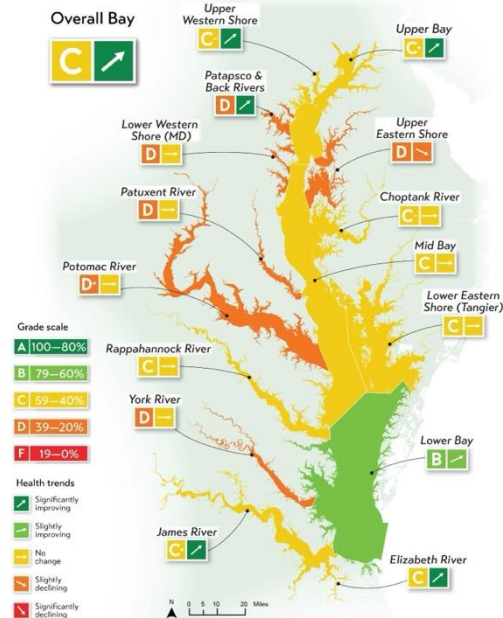 Overall Bay
C
Upper
Western Shore
C-
Upper Bay
C+
Patapsco &
Back Rivers
D
Lower Western
Shore (MD)
D
Upper
Eastern Shore
D
Patuxent River
D
Choptank River
C
Mid Bay
C
Potomac River
D+
Lower Eastern
Shore (Tangier)
C
Rappahannock River
C
York River
D
Lower Bay
B
James River
C+
Elizabeth River
C
Grade scale
A 100–80%
B 79–60%
C 59–40%
D 39–20%
F 19–0%
Health trends
Significantly
improving
Slightly
improving
No
change
Slightly
declining
Significantly
declining
N
0 5 10 20 Miles